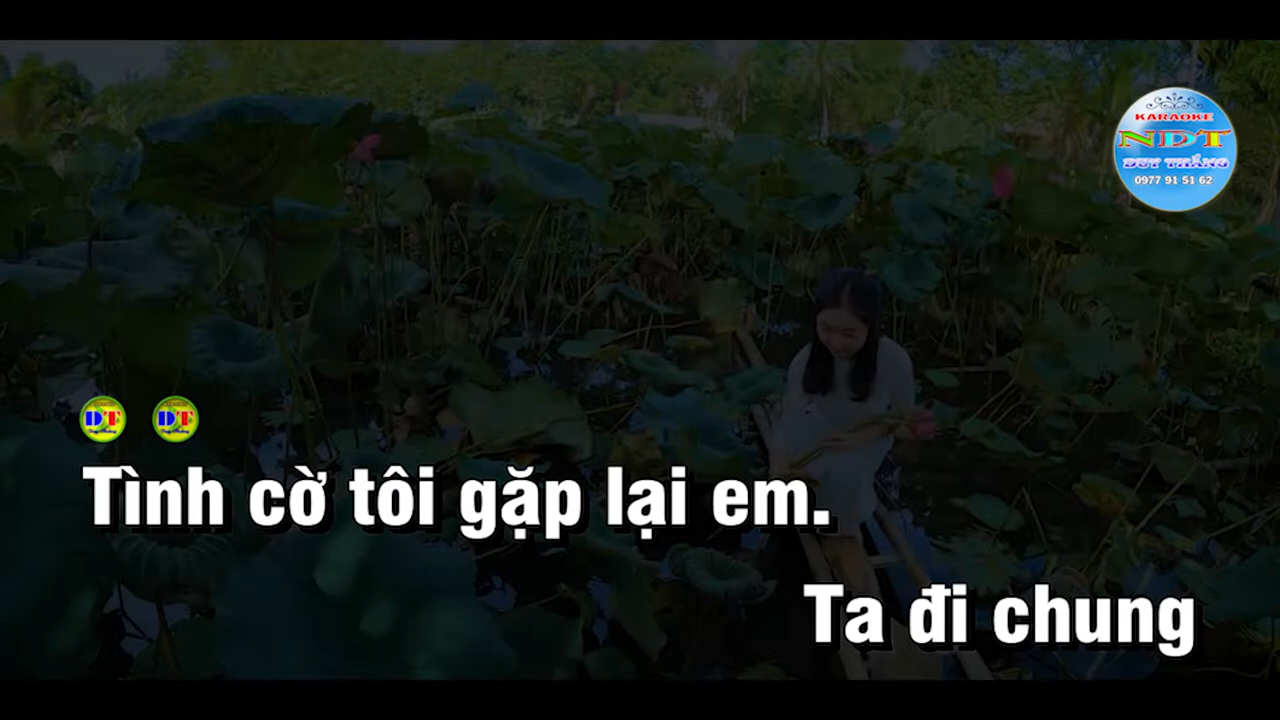 KARAOKE
NDT
DUY THẮNG
0977 91 51 62
DT DT
Tình cờ tôi gặp lại em.
Ta đi chung